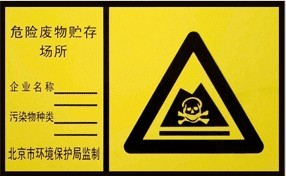 危险废物贮存
场所
企业名称
污染物种类
北京市环境保护局监制